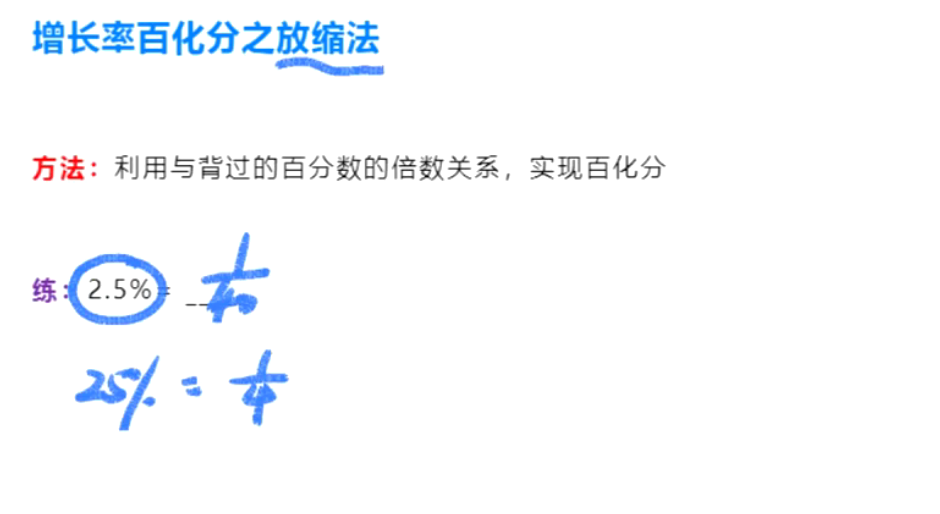 增长率百化分之放缩法
方法：利用与背过的百分数的倍数关系，实现百化分
练：2.5%= __ 1/40
25% = 1/4